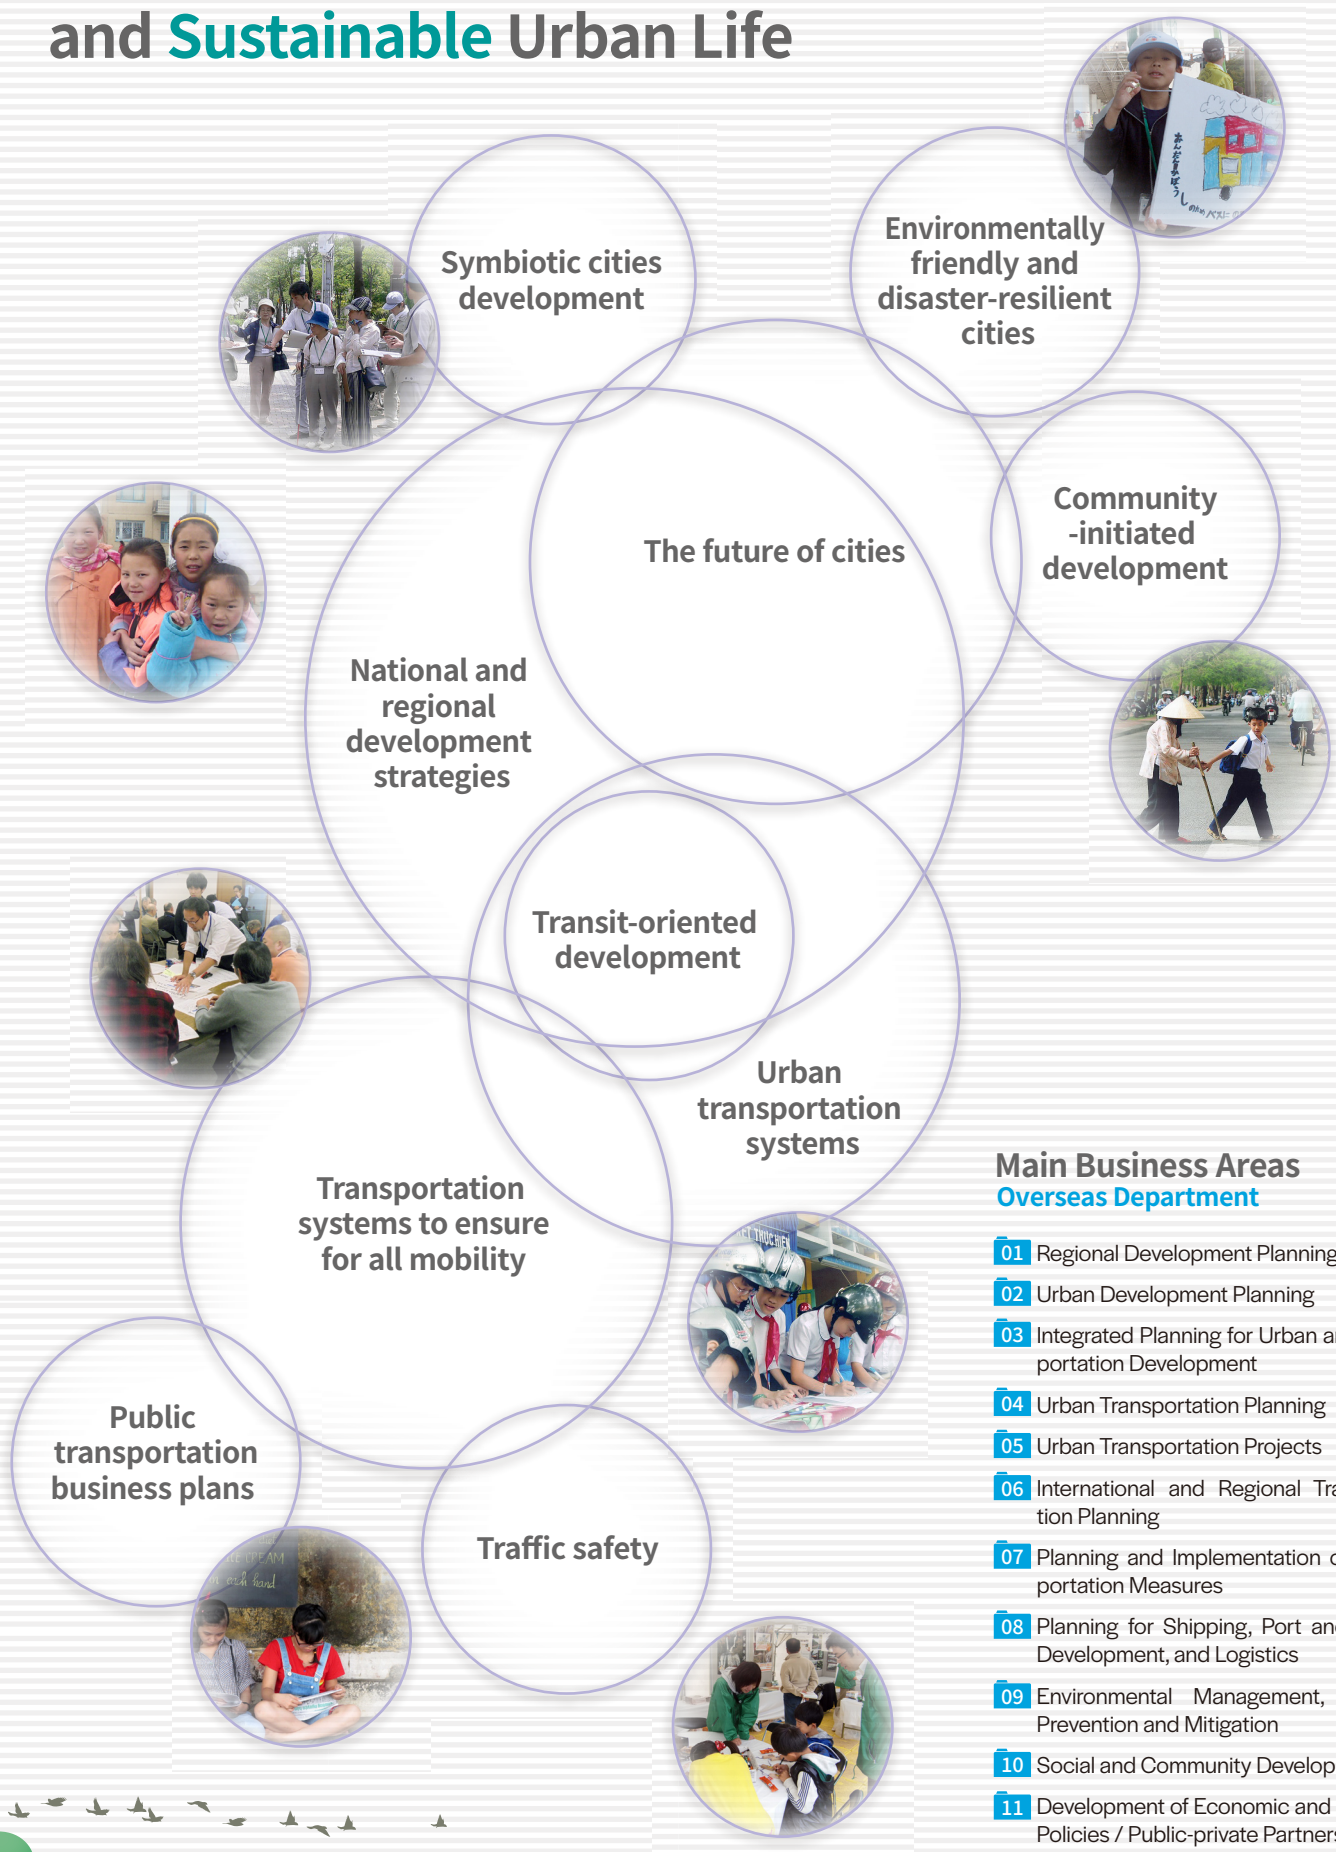 and Sustainable Urban Life
Symbiotic cities
development
Environmentally
friendly and
disaster-resilient
cities
The future of cities
Community
-initiated
development
National and
regional
development
strategies
Transit-oriented
development
Urban
transportation
systems
Transportation
systems to ensure
for all mobility
Public
transportation
business plans
Traffic safety
Main Business Areas
Overseas Department
01 Regional Development Planning
02 Urban Development Planning
03 Integrated Planning for Urban
portation Development
04 Urban Transportation Planning
05 Urban Transportation Projects
06 International and Regional
tion Planning
07 Planning and Implementation
portation Measures
08 Planning for Shipping, Port
Development, and Logistics
09 Environmental Management,
Prevention and Mitigation
10 Social and Community
11 Development of Economic and
Policies / Public-private
THUC HIEN
CREAM
each hand